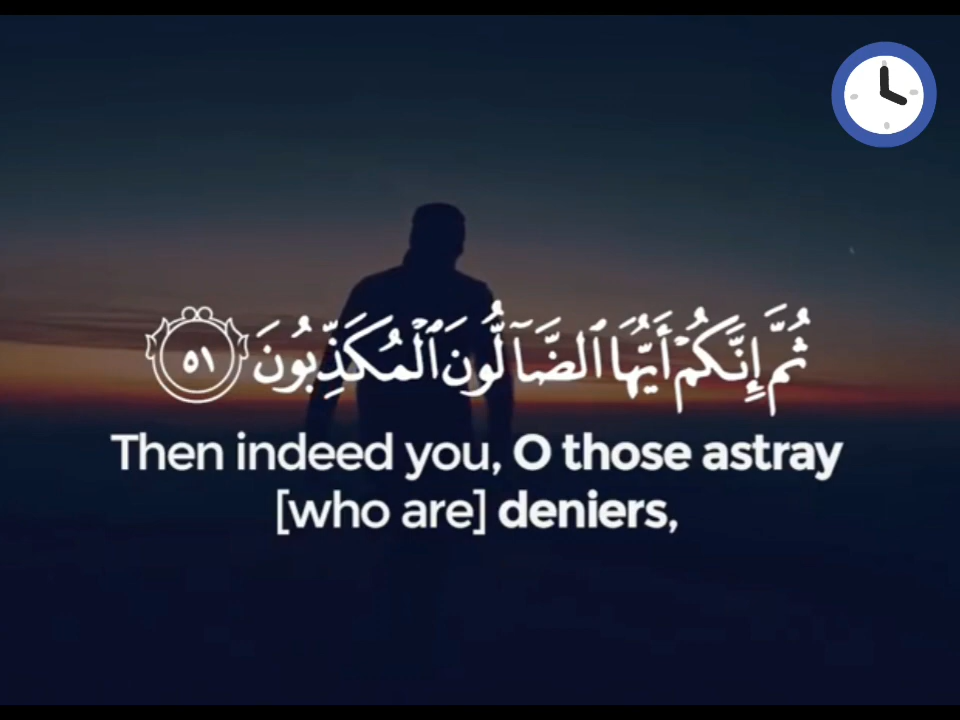 ثُمَّ إِنَّكُمْ أَيُّهَا ٱلضَّآلُّونَ ٱلْمُكَذِّبُونَ ٥١
Then indeed you, O those astray
[who are] deniers,